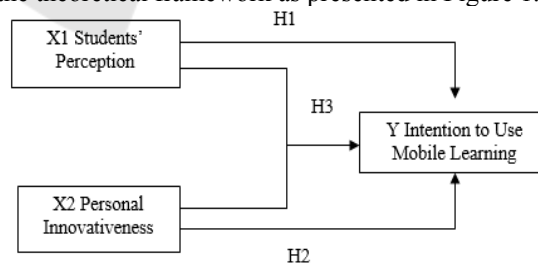 the theoretical framework as presented in Figure 1.
H1
X1 Students’
Perception
H3
Y Intention to Use
Mobile Learning
X2 Personal
Innovativeness
H2